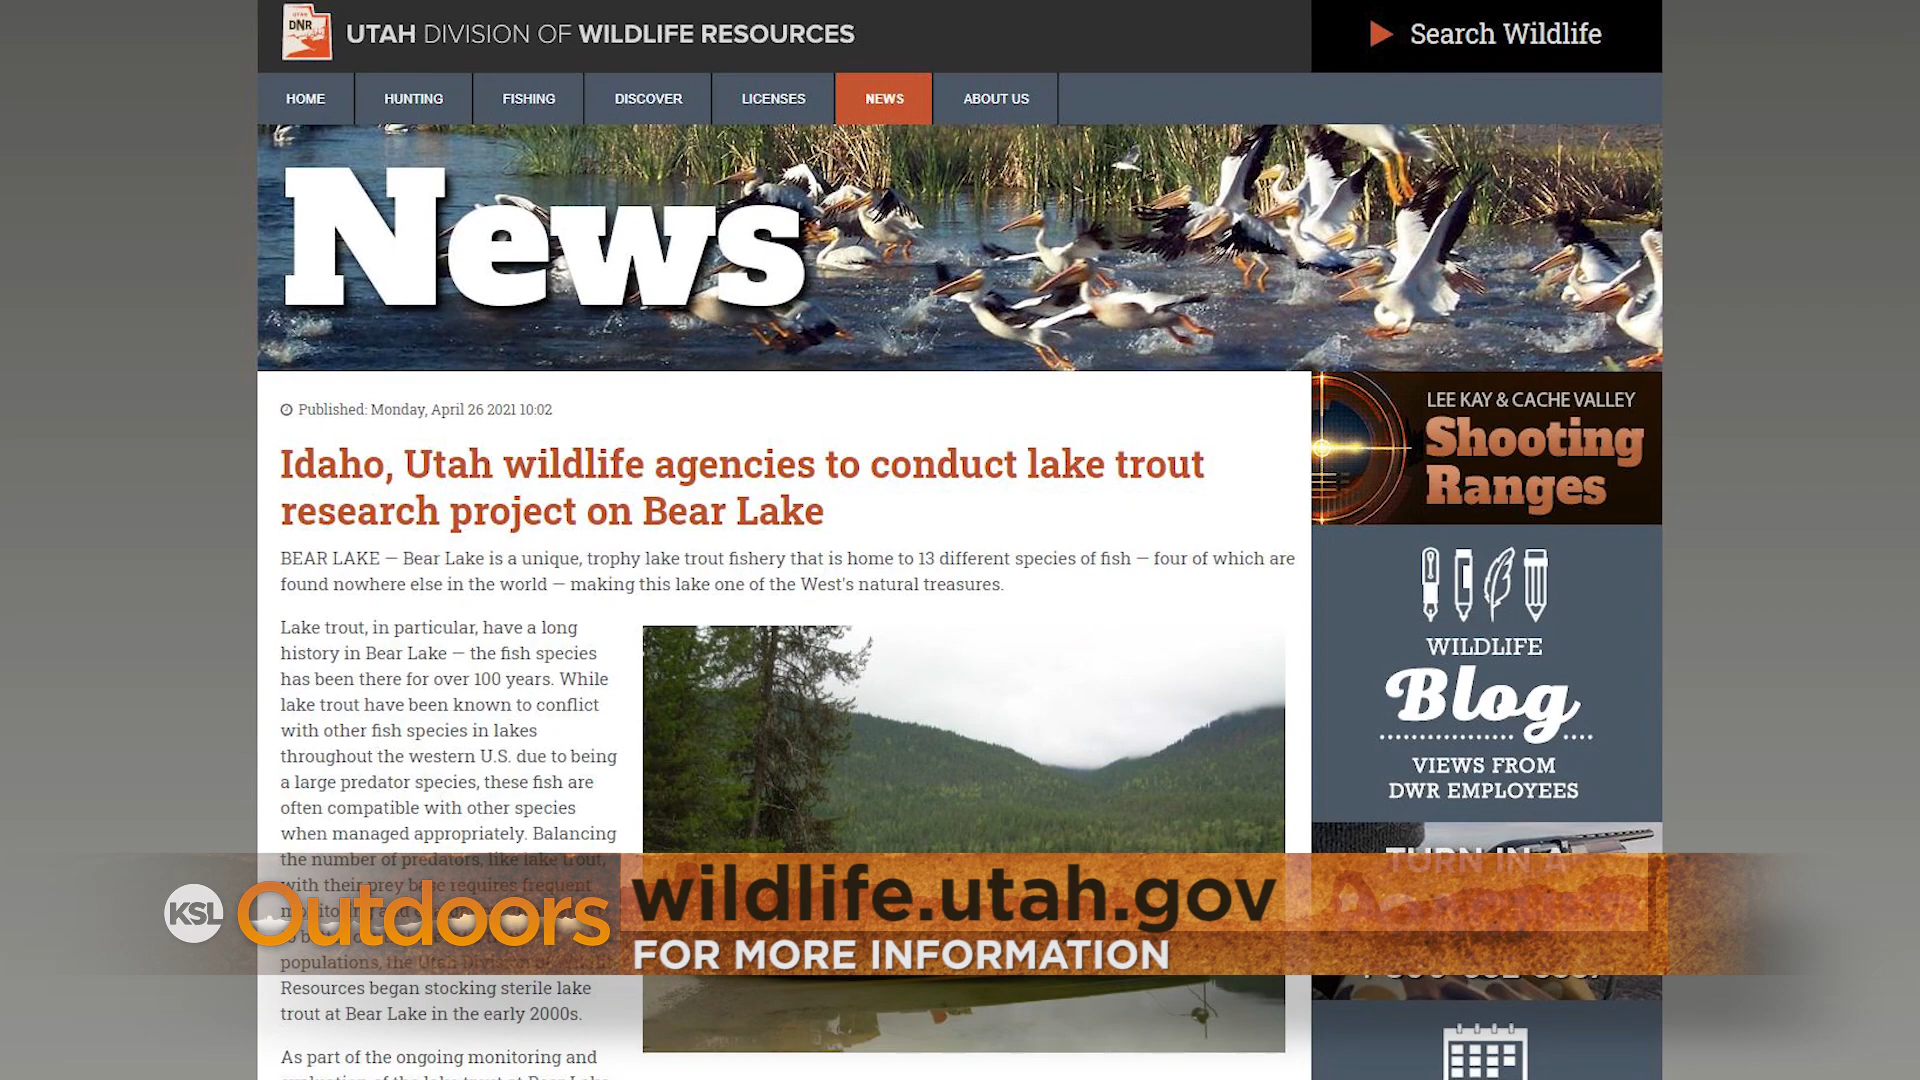 UTAH DNR
UTAH DIVISION OF WILDLIFE RESOURCES
Search Wildlife
HOME HUNTING FISHING DISCOVER LICENSES NEWS ABOUT US
News
Published: Monday, April 26 2021 10:02
Idaho, Utah wildlife agencies to conduct lake trout
research project on Bear Lake
BEAR LAKE — Bear Lake is a unique, trophy lake trout fishery that is home to 13 different species of fish — four of which are
found nowhere else in the world — making this lake one of the West's natural treasures.
Lake trout, in particular, have a long
history in Bear Lake — the fish species
has been there for over 100 years. While
lake trout have been known to conflict
with other fish species in lakes
throughout the western U.S. due to being
a large predator species, these fish are
often compatible with other species
when managed appropriately. Balancing
the number of predators, like lake trout,
with their prey base requires frequent
populations, the Utah Division of
Resources began stocking sterile lake
trout at Bear Lake in the early 2000s.
As part of the ongoing monitoring and
LEE KAY & CACHE VALLEY
Shooting
Ranges
WILDLIFE
Blog
VIEWS FROM
DWR EMPLOYEES
TURN IN A
KSL Outdoors
wildlife.utah.gov
FOR MORE INFORMATION